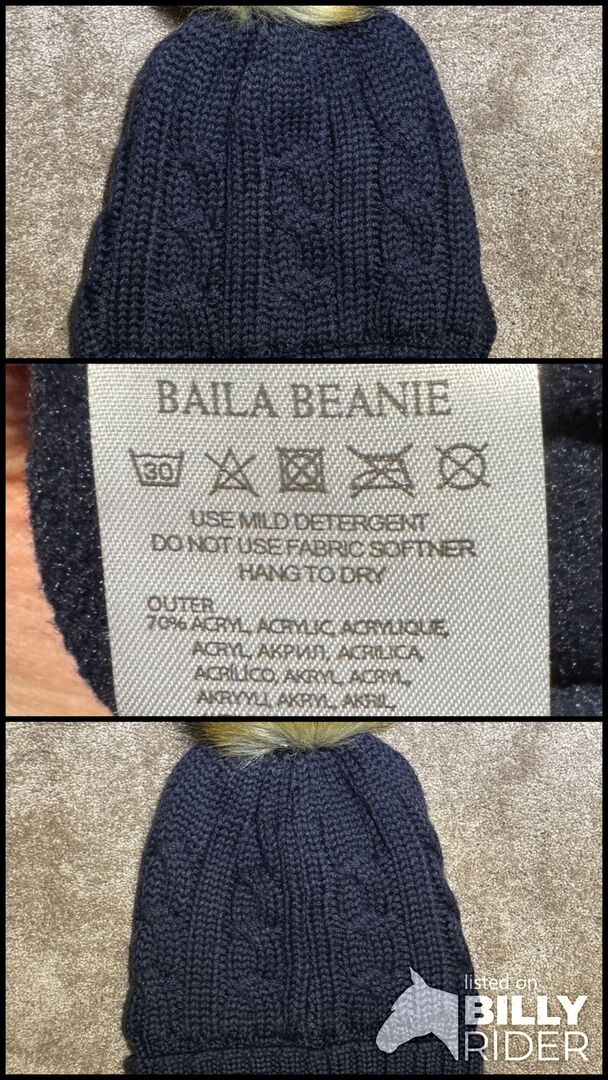 BAILA BEANIE
30
USE MILD DETERGENT
DO NOT USE FABRIC SOFTNER
HANG TO DRY
OUTER
70% ACRYL, ACRYLIC, ACRYLIQUE,
ACRYL, АКРИЛ, ACRILICA,
ACRÍLICO, AKRYL, ACRYL,
AKRYYLI, AKRYL, AKRIL,
listed on
BILLY
RIDER